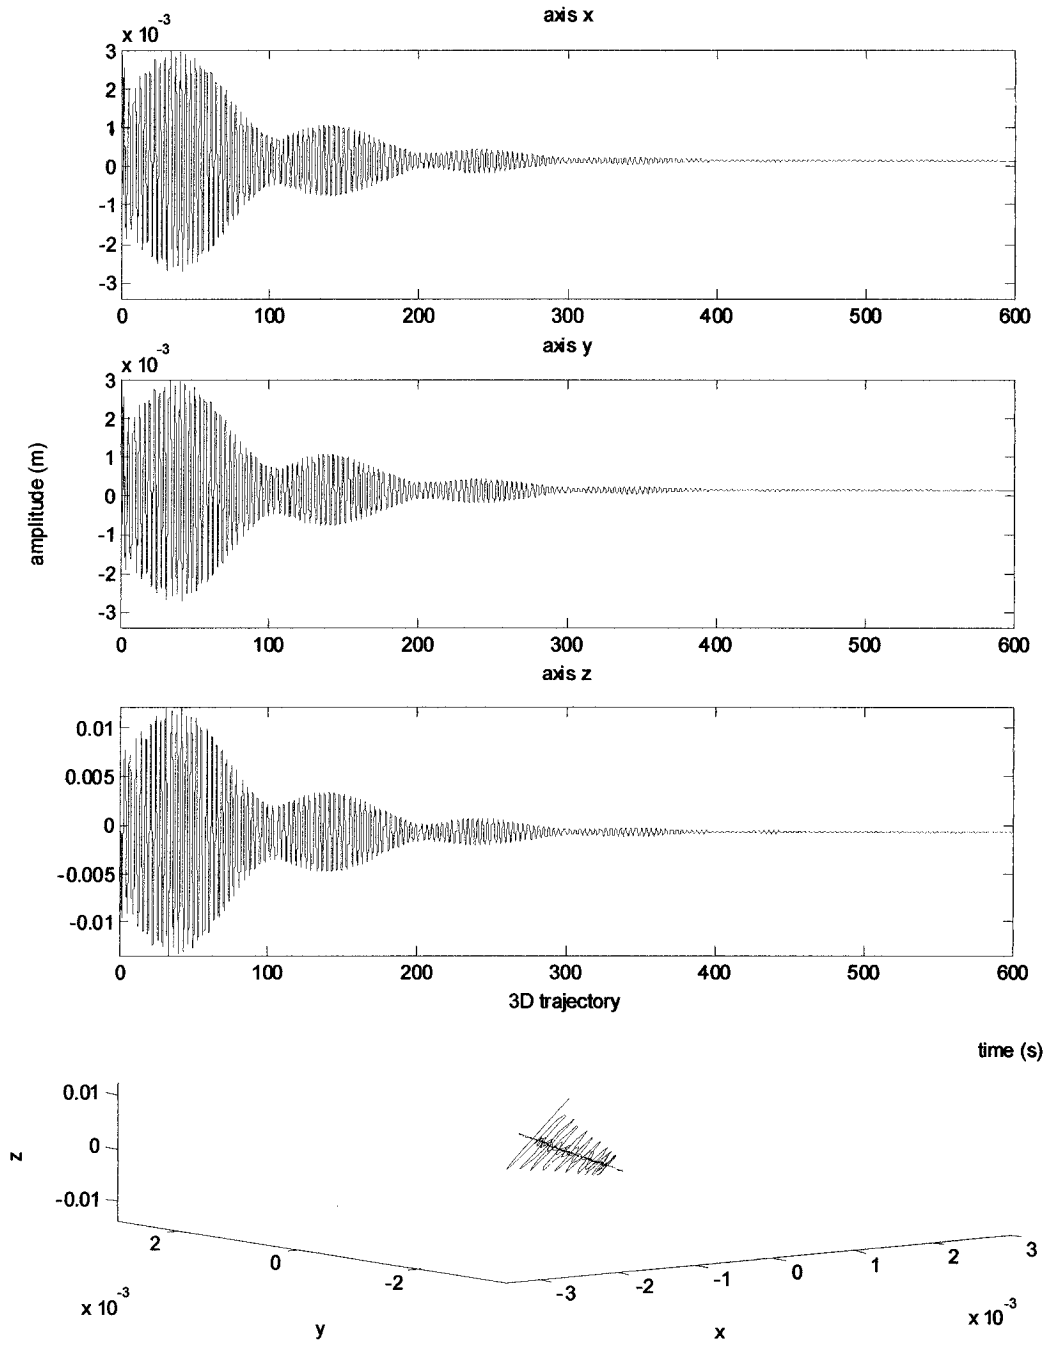 axis x
x 10-3
3
2
1
0
-1
-2
-3
0 100 200 300 400 500 600
axis y
x 10-3
3
2
1
0
-1
-2
-3
amplitude (m)
0 100 200 300 400 500 600
axis z
0.01
0.005
0
-0.005
-0.01
0 100 200 300 400 500 600
3D trajectory
time (s)
0.01
0
-0.01
z
2 0 -2
x 10-3
y
-3 -2 -1 0 1 2 3
x 10-3
x